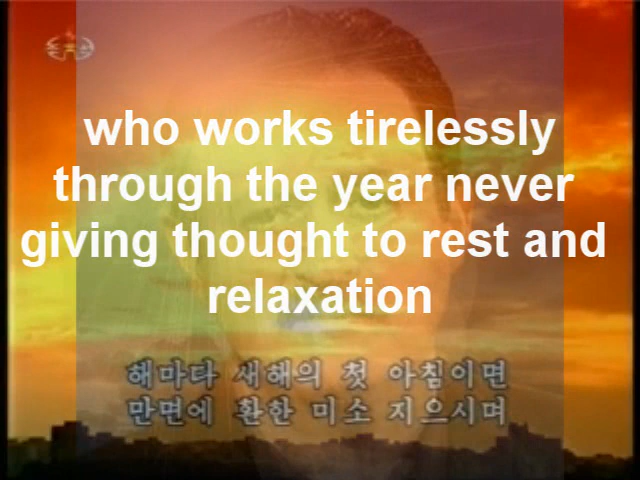 who works tirelessly
through the year never
giving thought to rest and
relaxation
해마다 새해의 첫 아침이면
만면에 환한 미소 지으시며